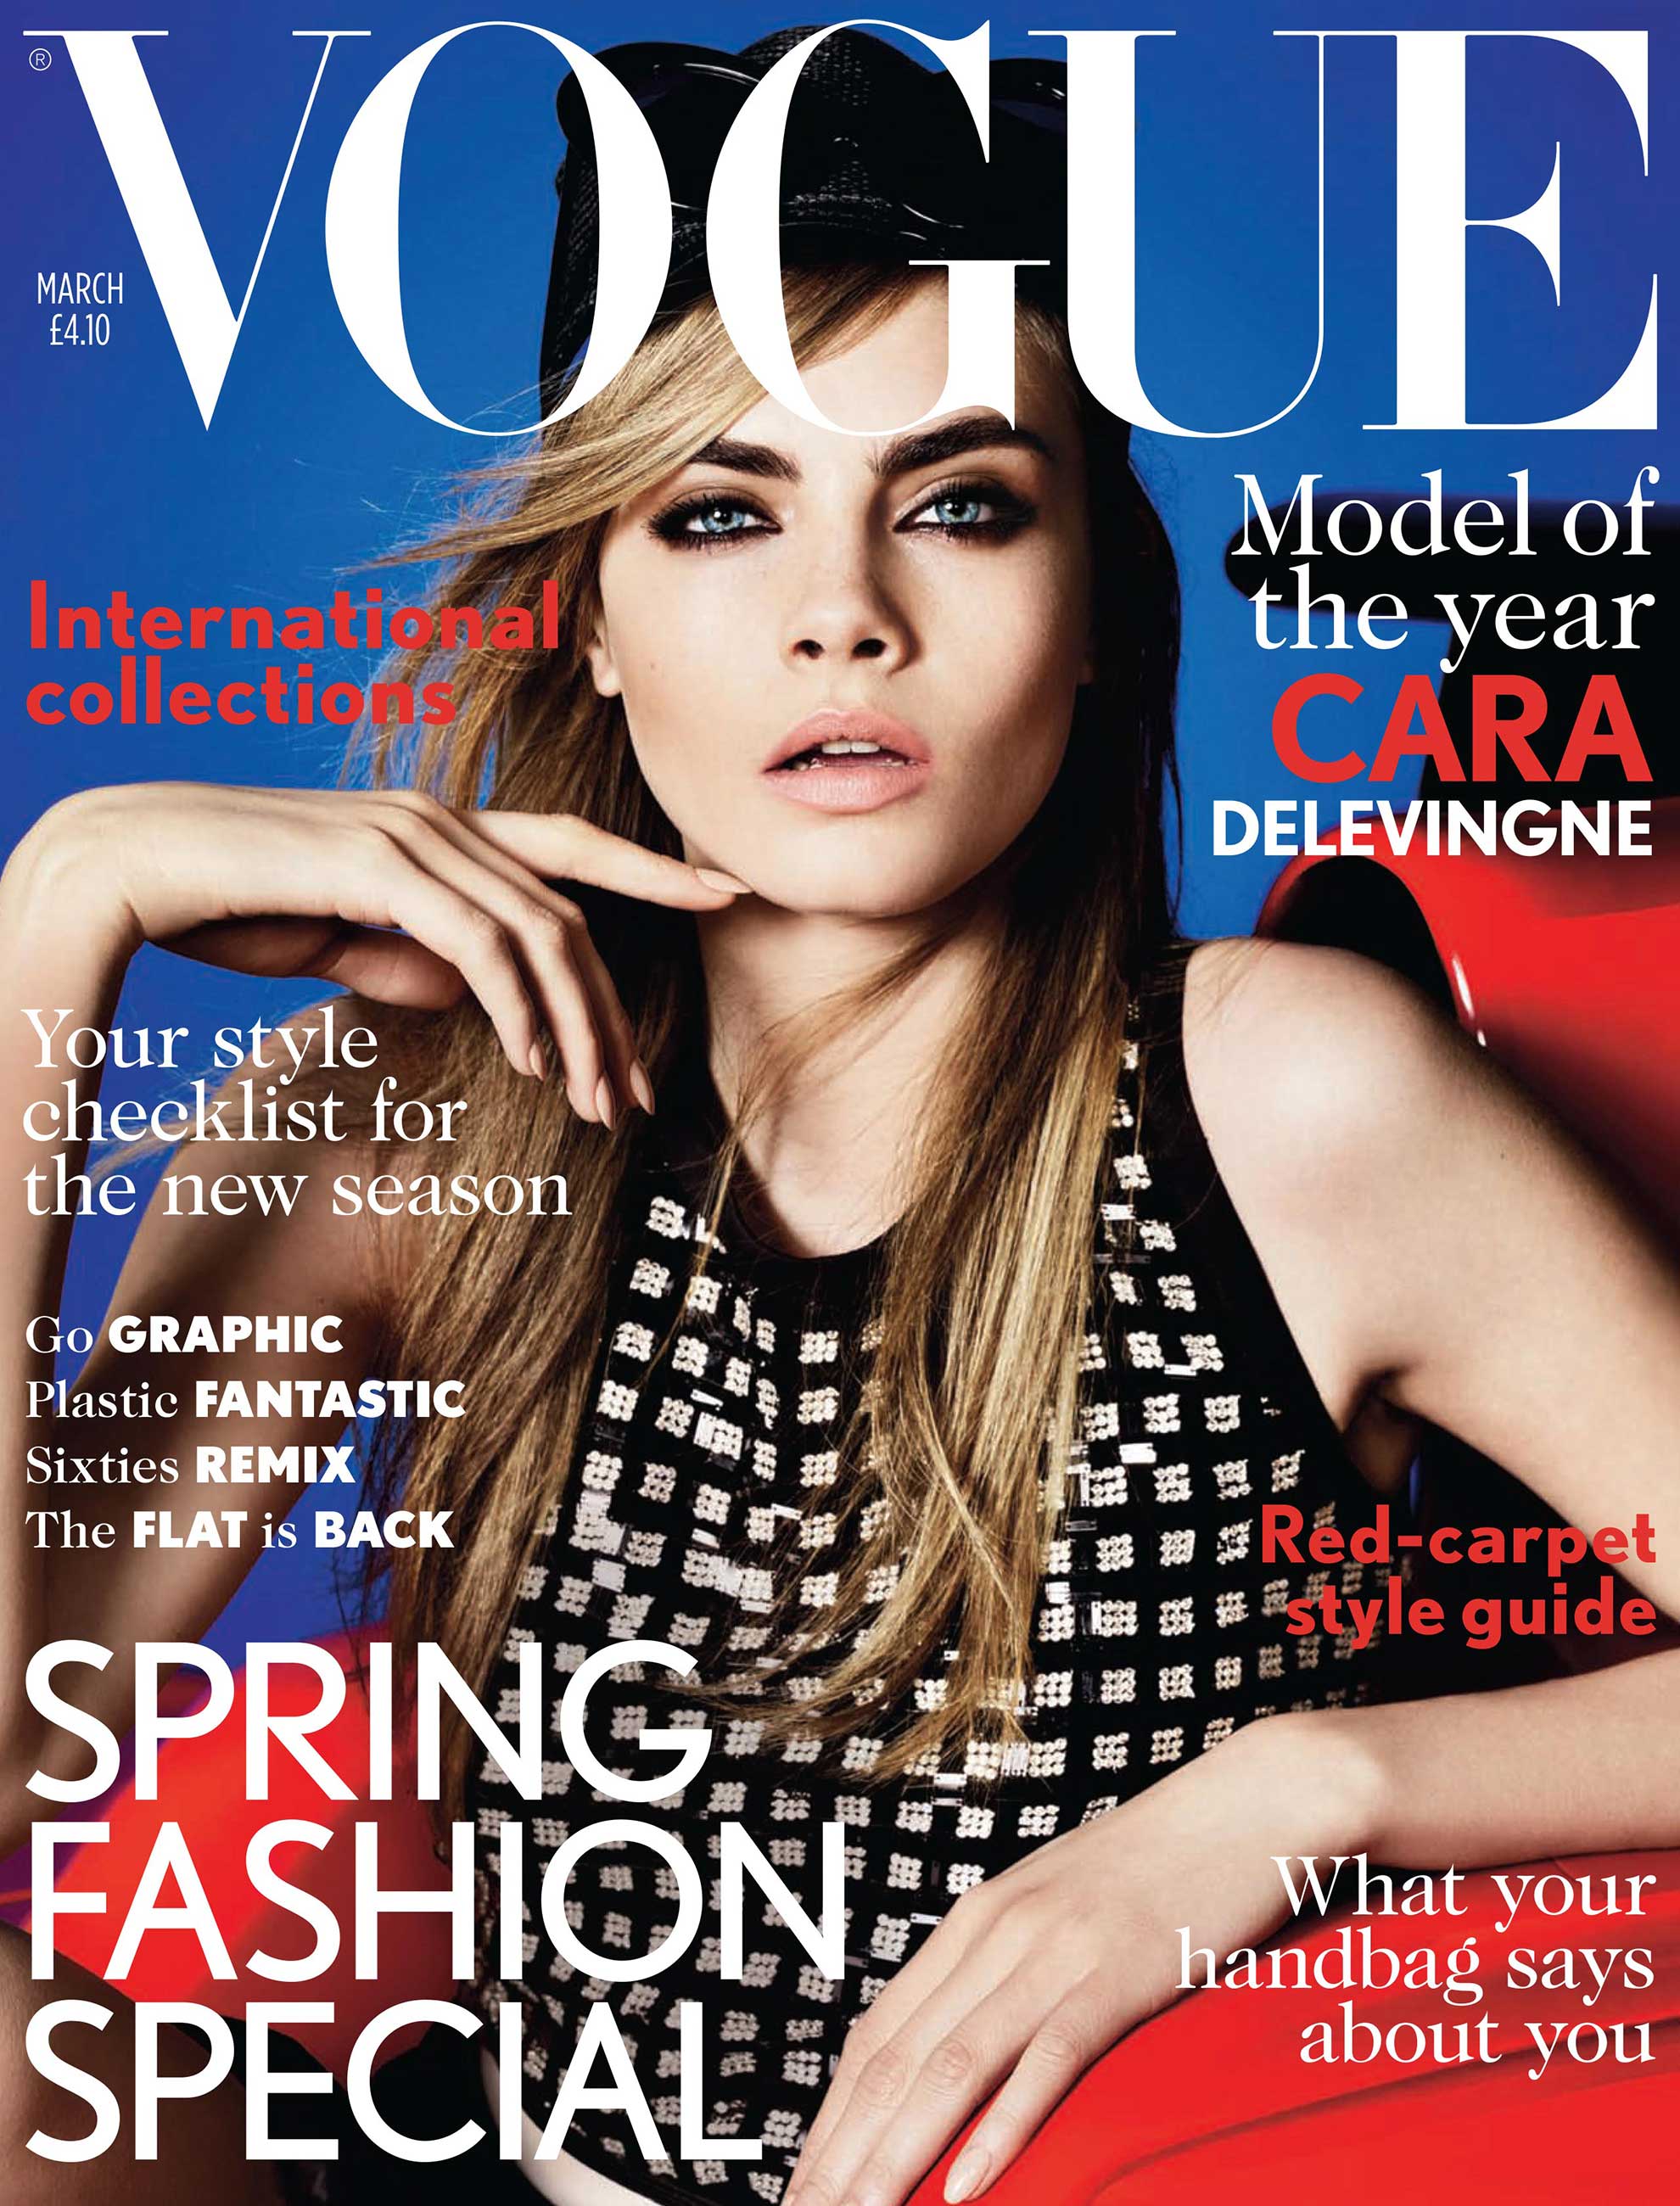 VOGUE
®
MARCH
£4.10
Model of
the year
CARA
DELEVINGNE
International
collections
Your style
checklist for
the new season
Go GRAPHIC
Plastic FANTASTIC
Sixties REMIX
The FLAT is BACK
Red-carpet
style guide
SPRING
FASHION
SPECIAL
What your
handbag says
about you